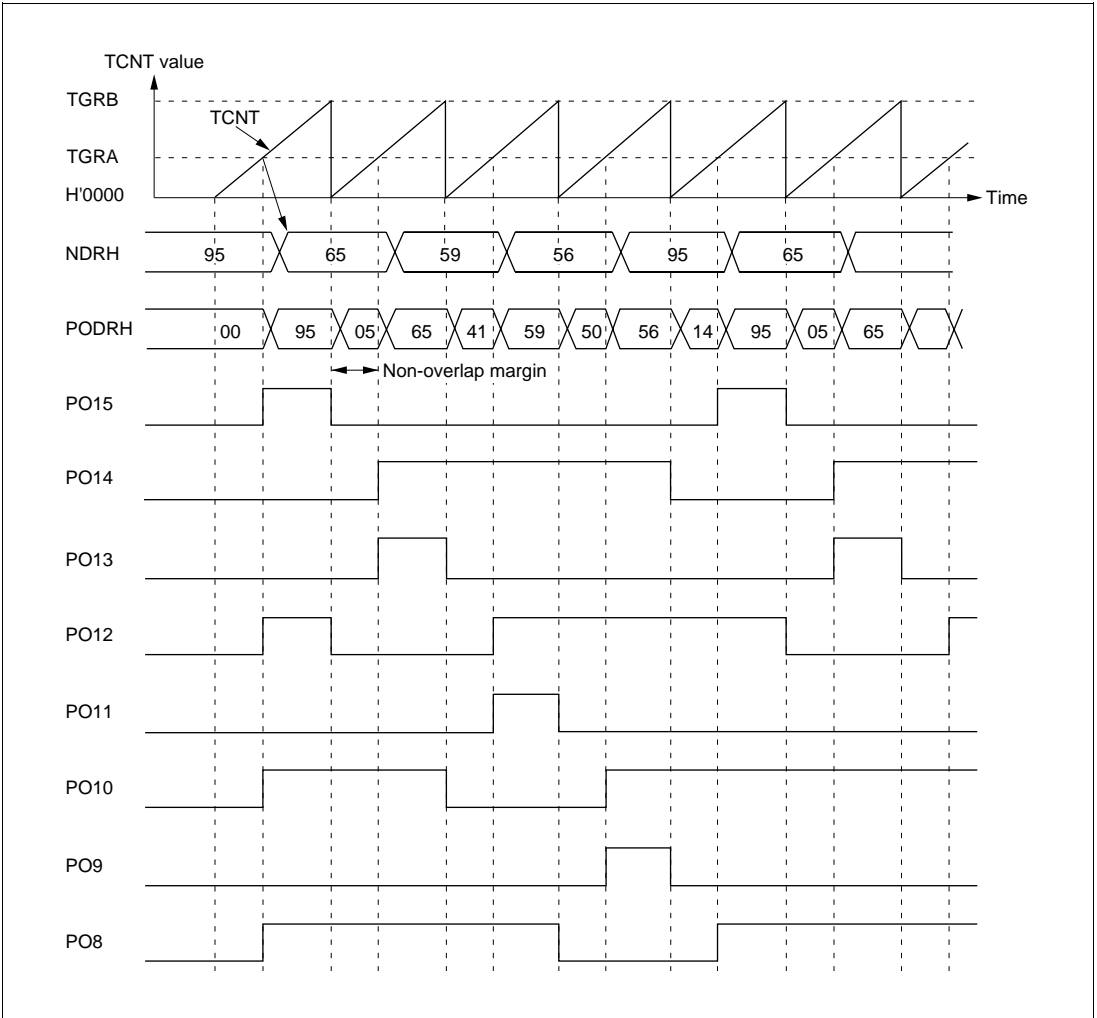 TCNT value
TGRB
TCNT
TGRA
H'0000
Time
NDRH 95 65 59 56 95 65
PODRH 00 95 05 65 41 59 50 56 14 95 05 65
Non-overlap margin
PO15
PO14
PO13
PO12
PO11
PO10
PO9
PO8